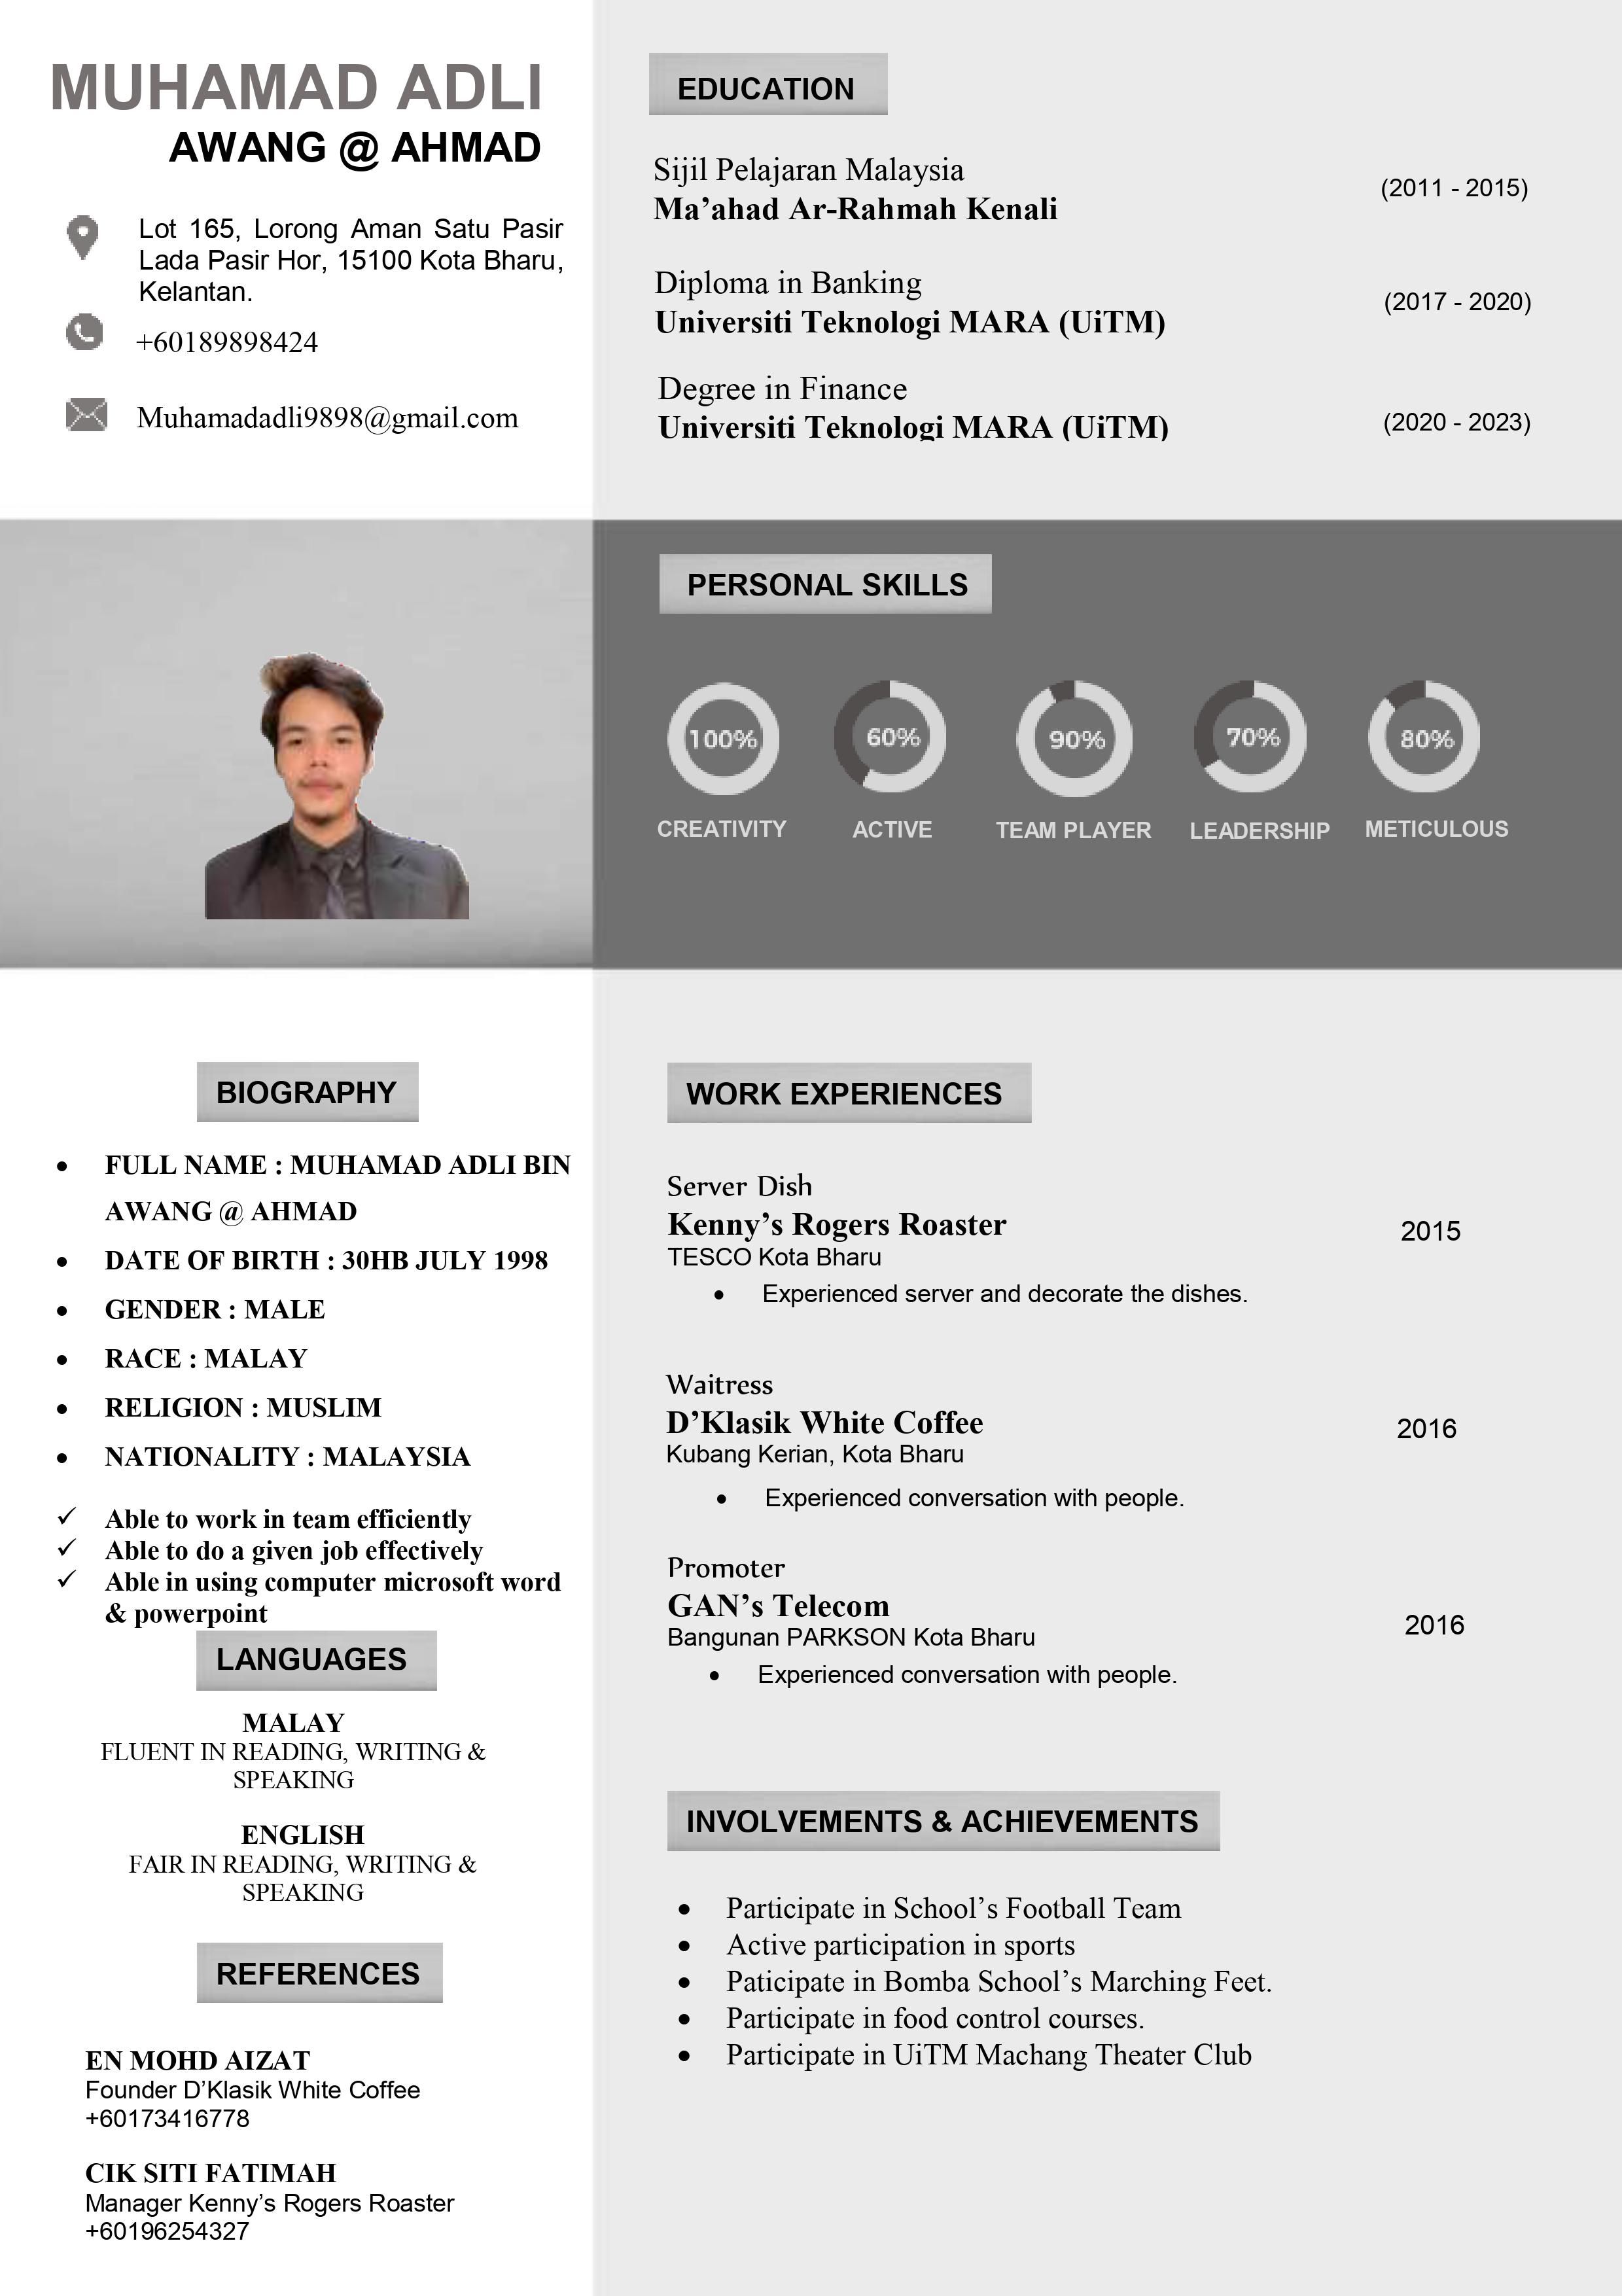 MUHAMAD ADLI
AWANG @ AHMAD
Lot 165, Lorong Aman Satu Pasir
Lada Pasir Hor, 15100 Kota Bharu,
Kelantan.
+60189898424
Muhamadadli9898@gmail.com
EDUCATION
Sijil Pelajaran Malaysia
Ma’ahad Ar-Rahmah Kenali
(2011 - 2015)
Diploma in Banking
Universiti Teknologi MARA (UiTM)
(2017 - 2020)
Degree in Finance
Universiti Teknologi MARA (UiTM)
(2020 - 2023)
PERSONAL SKILLS
100% 60% 90% 70% 80%
CREATIVITY ACTIVE TEAM PLAYER LEADERSHIP METICULOUS
BIOGRAPHY
• FULL NAME : MUHAMAD ADLI BIN
AWANG @ AHMAD
• DATE OF BIRTH : 30HB JULY 1998
• GENDER : MALE
• RACE : MALAY
• RELIGION : MUSLIM
• NATIONALITY : MALAYSIA
✓ Able to work in team efficiently
✓ Able to do a given job effectively
✓ Able in using computer microsoft word
& powerpoint
LANGUAGES
MALAY
FLUENT IN READING, WRITING &
SPEAKING
ENGLISH
FAIR IN READING, WRITING &
SPEAKING
REFERENCES
EN MOHD AIZAT
Founder D’Klasik White Coffee
+60173416778
CIK SITI FATIMAH
Manager Kenny’s Rogers Roaster
+60196254327
WORK EXPERIENCES
Server Dish
Kenny’s Rogers Roaster
2015
TESCO Kota Bharu
• Experienced server and decorate the dishes.
Waitress
D’Klasik White Coffee
2016
Kubang Kerian, Kota Bharu
• Experienced conversation with people.
Promoter
GAN’s Telecom
2016
Bangunan PARKSON Kota Bharu
• Experienced conversation with people.
INVOLVEMENTS & ACHIEVEMENTS
• Participate in School’s Football Team
• Active participation in sports
• Paticipate in Bomba School’s Marching Feet.
• Participate in food control courses.
• Participate in UiTM Machang Theater Club